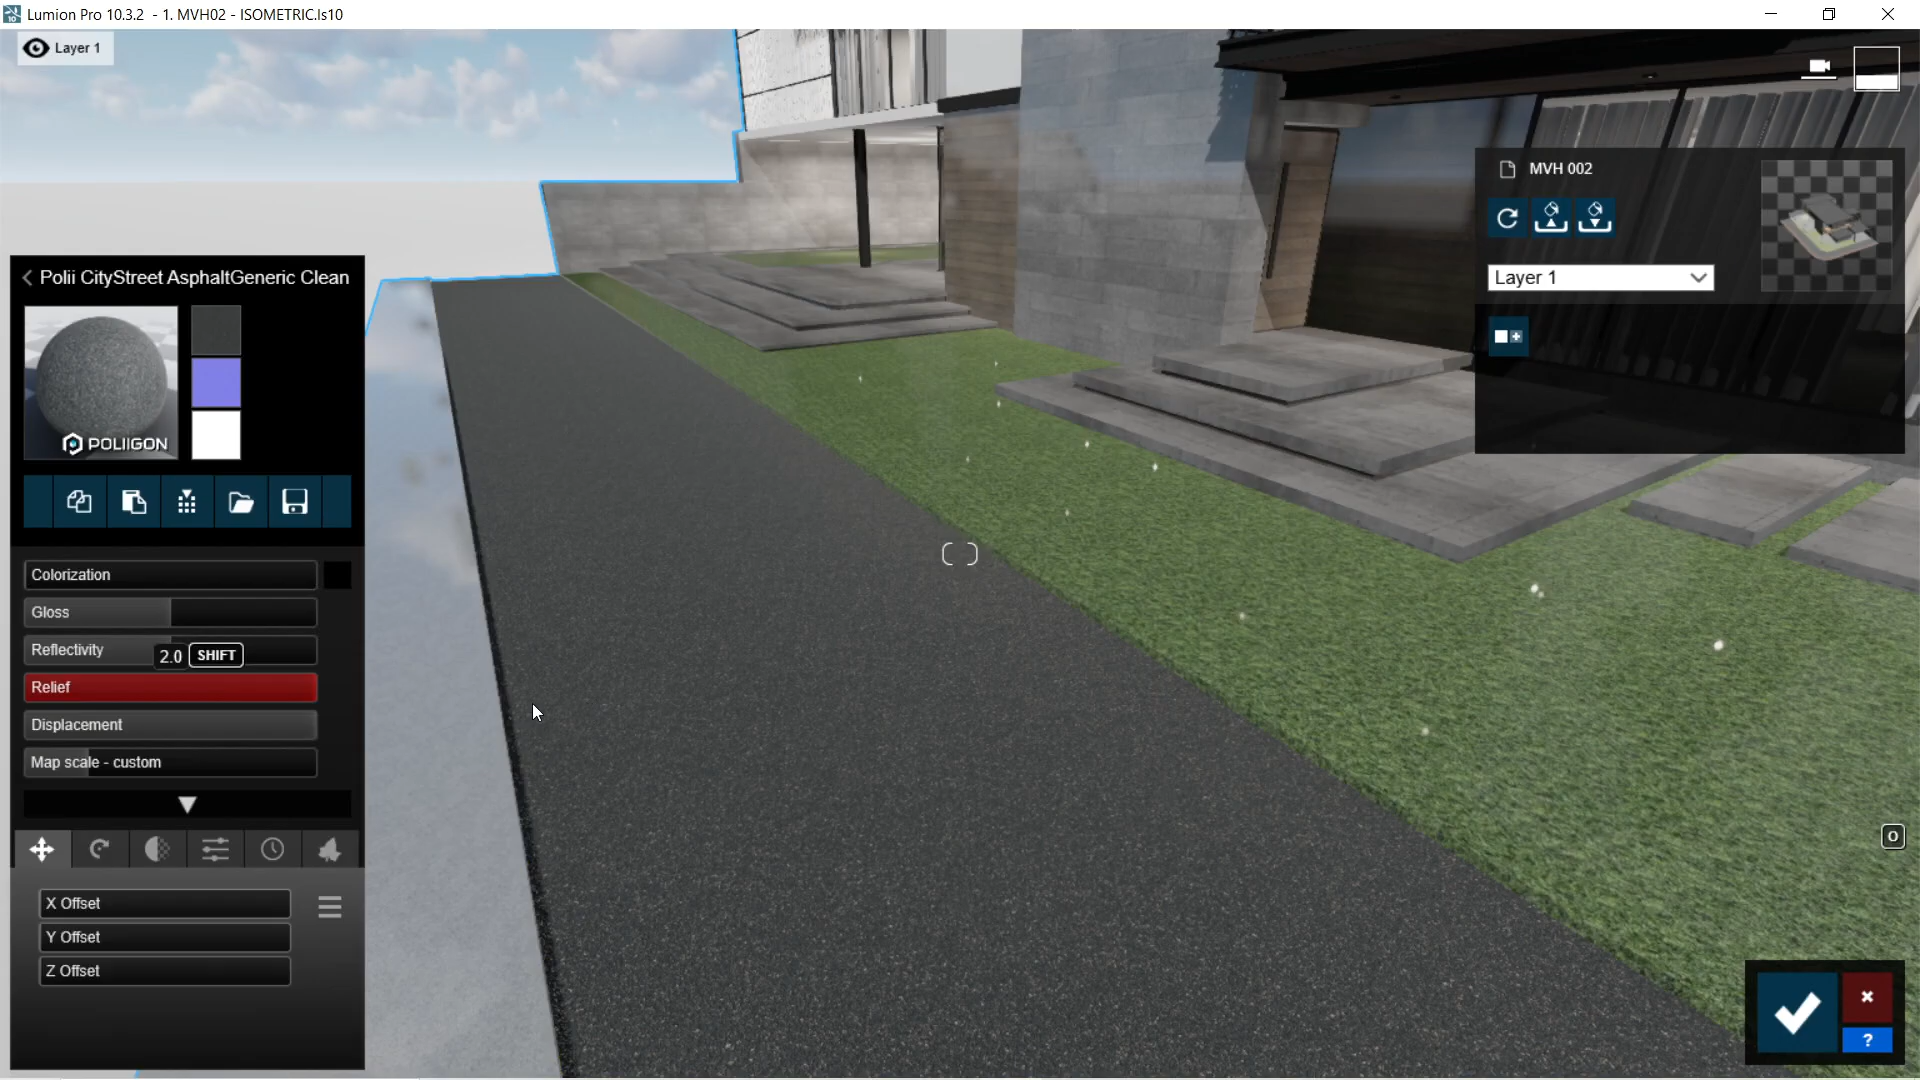 Lumion Pro 10.3.2 - 1. MVH02 - ISOMETRIC.ls10
Layer 1
MVH 002
Layer 1
Polii CityStreet AsphaltGeneric Clean
POLIIGON
Colorization
Gloss
Reflectivity
2.0 SHIFT
Relief
Displacement
Map scale - custom
X Offset
Y Offset
Z Offset
O
?